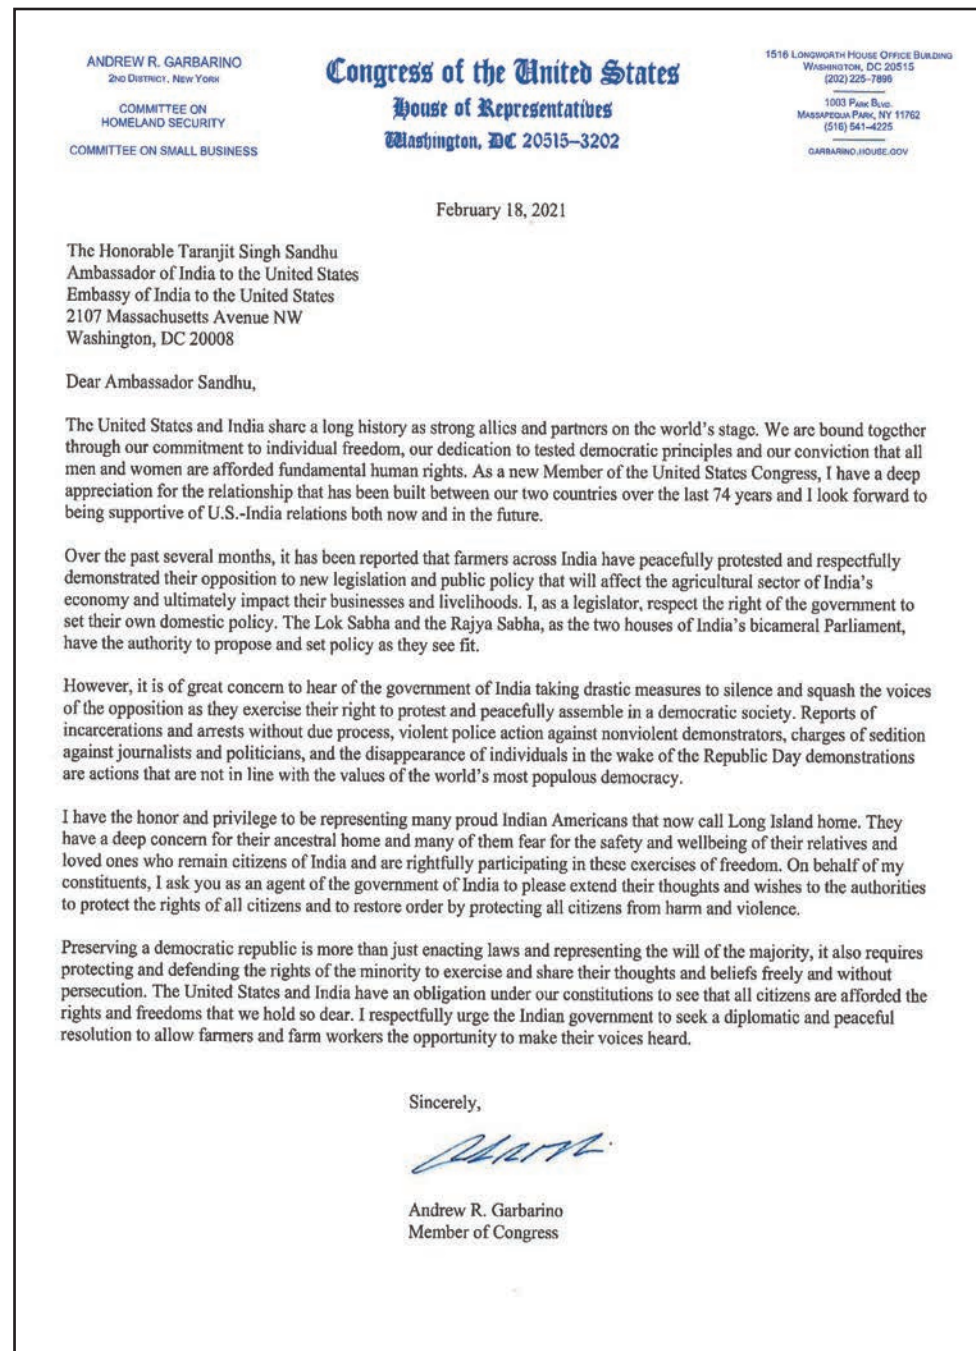 ANDREW R. GARBARINO
2ND DISTRICT, NEW YORK
COMMITTEE ON
HOMELAND SECURITY
COMMITTEE ON SMALL BUSINESS
Congress of the United States
House of Representatives
Washington, DC 20515–3202
1516 LONGWORTH HOUSE OFFICE BUILDING
WASHINGTON, DC 20515
(202) 225–7896
1003 PARK BLVD.
MASSAPEQUA PARK, NY 11762
(516) 541–4225
GARBARINO.HOUSE.GOV
February 18, 2021
The Honorable Taranjit Singh Sandhu
Ambassador of India to the United States
Embassy of India to the United States
2107 Massachusetts Avenue NW
Washington, DC 20008
Dear Ambassador Sandhu,
The United States and India share a long history as strong allies and partners on the world's stage. We are bound together
through our commitment to individual freedom, our dedication to tested democratic principles and our conviction that all
men and women are afforded fundamental human rights. As a new Member of the United States Congress, I have a deep
appreciation for the relationship that has been built between our two countries over the last 74 years and I look forward to
being supportive of U.S.-India relations both now and in the future.
Over the past several months, it has been reported that farmers across India have peacefully protested and respectfully
demonstrated their opposition to new legislation and public policy that will affect the agricultural sector of India's
economy and ultimately impact their businesses and livelihoods. I, as a legislator, respect the right of the government to
set their own domestic policy. The Lok Sabha and the Rajya Sabha, as the two houses of India's bicameral Parliament,
have the authority to propose and set policy as they see fit.
However, it is of great concern to hear of the government of India taking drastic measures to silence and squash the voices
of the opposition as they exercise their right to protest and peacefully assemble in a democratic society. Reports of
incarcerations and arrests without due process, violent police action against nonviolent demonstrators, charges of sedition
against journalists and politicians, and the disappearance of individuals in the wake of the Republic Day demonstrations
are actions that are not in line with the values of the world's most populous democracy.
I have the honor and privilege to be representing many proud Indian Americans that now call Long Island home. They
have a deep concern for their ancestral home and many of them fear for the safety and wellbeing of their relatives and
loved ones who remain citizens of India and are rightfully participating in these exercises of freedom. On behalf of my
constituents, I ask you as an agent of the government of India to please extend their thoughts and wishes to the authorities
to protect the rights of all citizens and to restore order by protecting all citizens from harm and violence.
Preserving a democratic republic is more than just enacting laws and representing the will of the majority, it also requires
protecting and defending the rights of the minority to exercise and share their thoughts and beliefs freely and without
persecution. The United States and India have an obligation under our constitutions to see that all citizens are afforded the
rights and freedoms that we hold so dear. I respectfully urge the Indian government to seek a diplomatic and peaceful
resolution to allow farmers and farm workers the opportunity to make their voices heard.
Sincerely,
Andrew R. Garbarino
Member of Congress